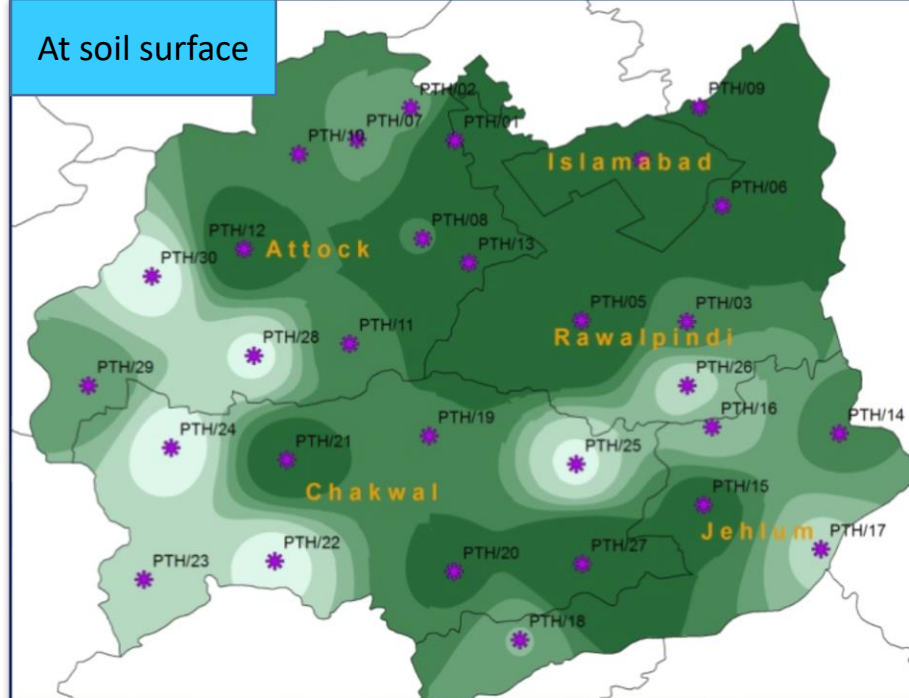 At soil surface
PTH/02
PTH/09
PTH/07
PTH/01
PTH/10
Islamabad
PTH/06
PTH/12
PTH/08
Attock
PTH/13
PTH/30
PTH/05
PTH/03
PTH/11
PTH/28
Rawalpindi
PTH/29
PTH/26
PTH/24
PTH/19
PTH/16
PTH/14
PTH/21
PTH/25
Chakwal
PTH/15
Jehlum
PTH/17
PTH/22
PTH/20
PTH/27
PTH/23
PTH/18